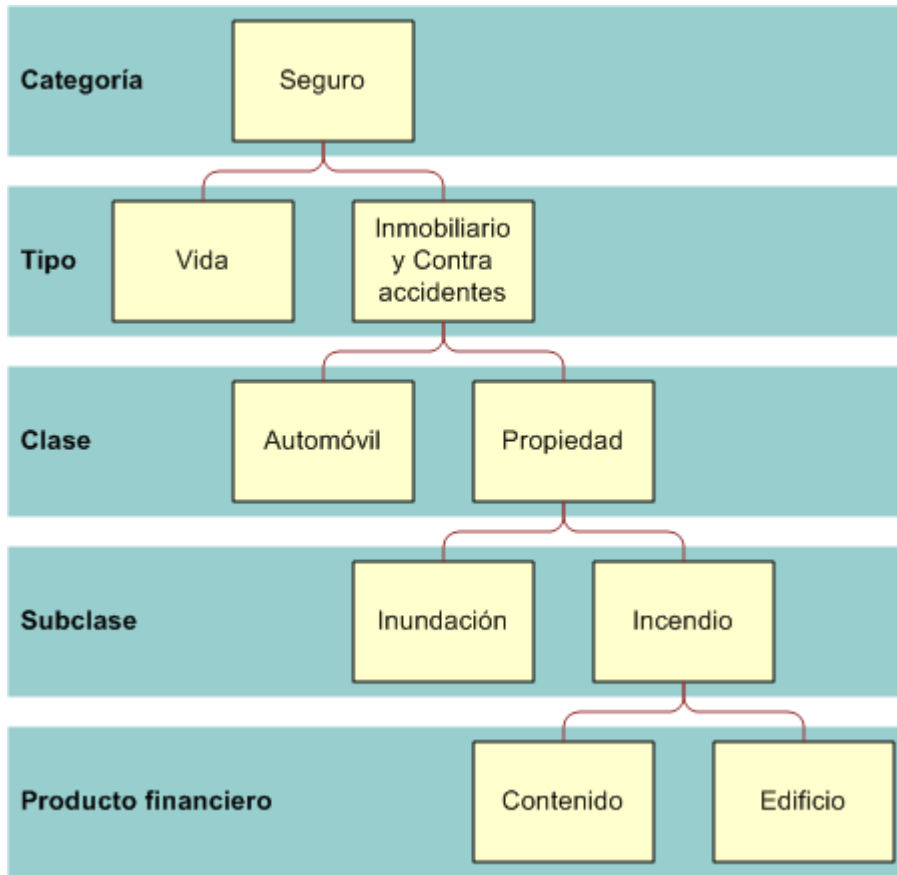 Categoría
Seguro
Tipo
Vida
Inmobiliario
y Contra
accidentes
Clase
Automóvil
Propiedad
Subclase
Inundación
Incendio
Producto financiero
Contenido
Edificio